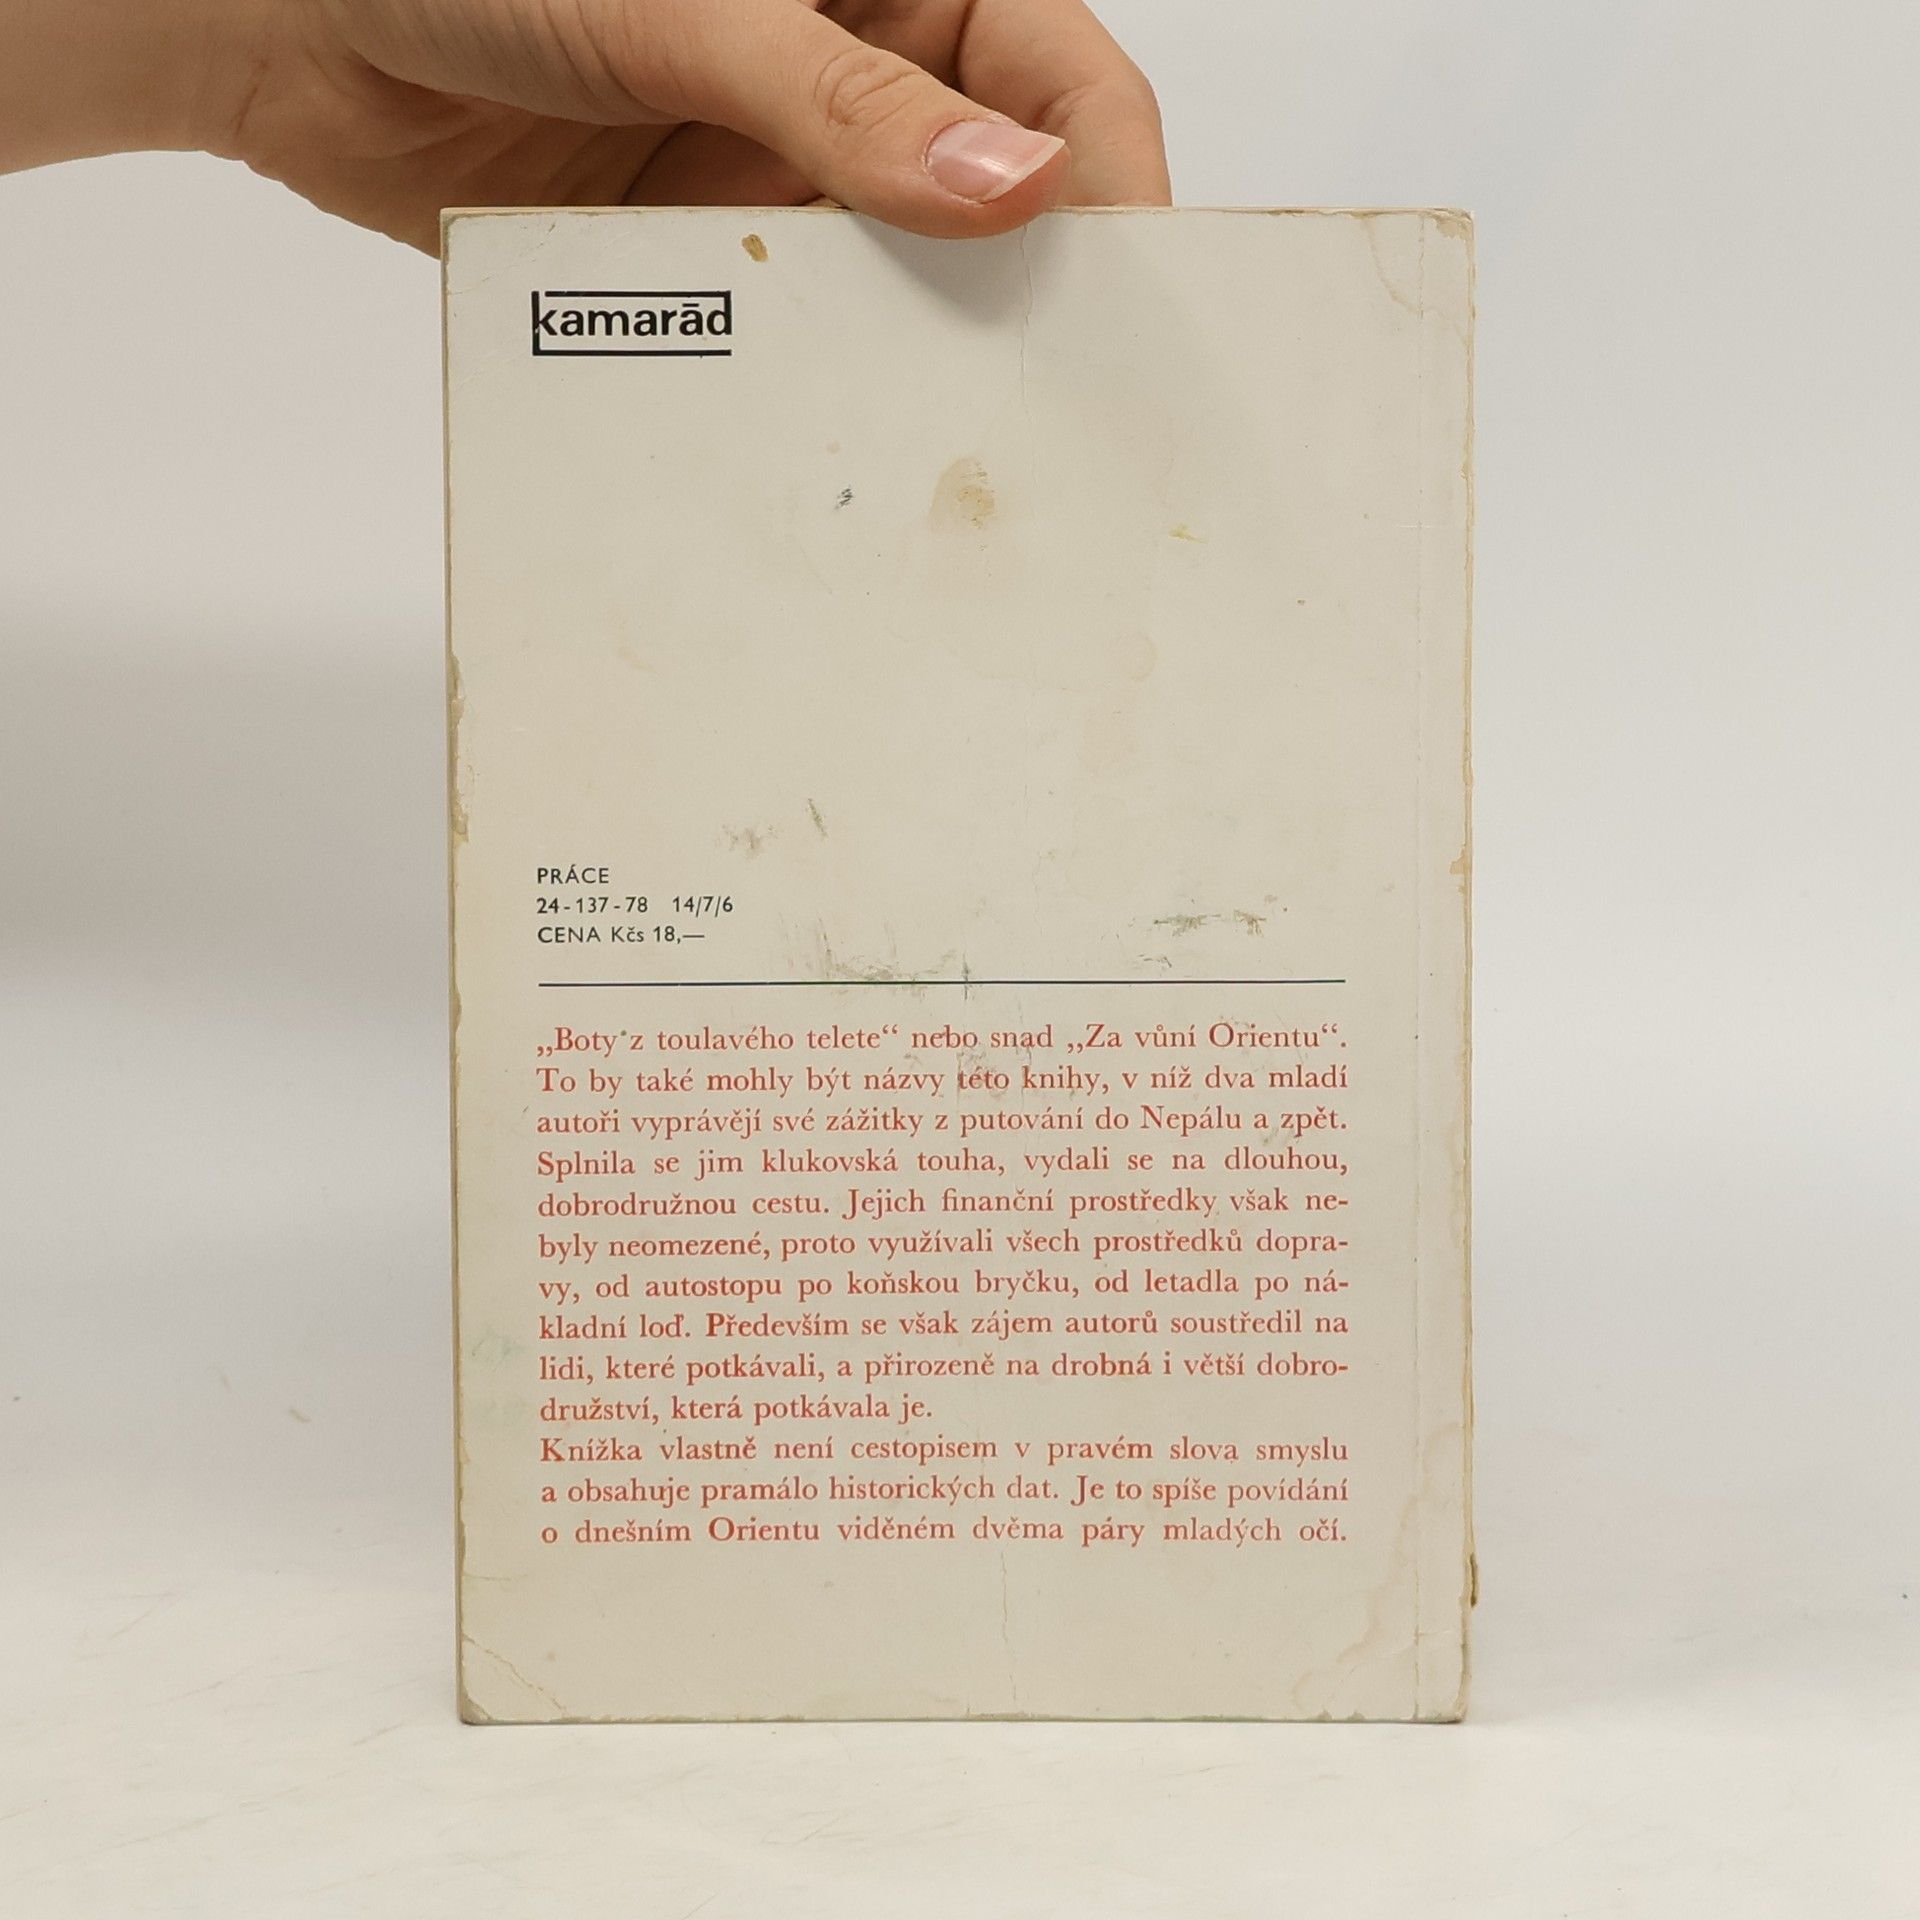 kamarād
PRÁCE
24-137-78 14/7/6
CENA Kčs 18,—
„Boty z toulavého telete“ nebo snad „Za vůní Orientu“.
To by také mohly být názvy této knihy, v níž dva mladí
autoři vyprávějí své zážitky z putování do Nepálu a zpět.
Splnila se jim klukovská touha, vydali se na dlouhou,
dobrodružnou cestu. Jejich finanční prostředky však ne-
byly neomezené, proto využívali všech prostředků dopra-
vy, od autostopu po koňskou bryčku, od letadla po ná-
kladní loď. Především se však zájem autorů soustředil na
lidi, které potkávali, a přirozeně na drobná i větší dobro-
družství, která potkávala je.
Knížka vlastně není cestopisem v pravém slova smyslu
a obsahuje pramálo historických dat. Je to spíše povídání
o dnešním Orientu viděném dvěma páry mladých očí.